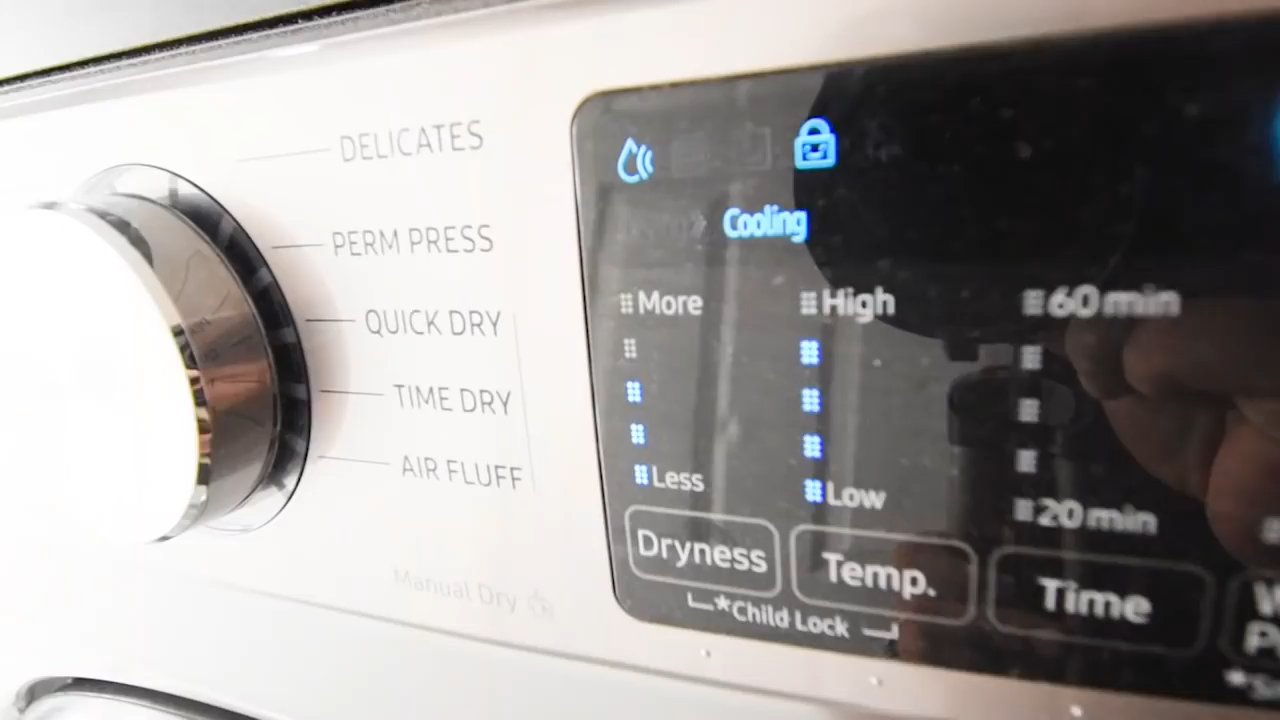 DELICATES
PERM PRESS
QUICK DRY
TIME DRY
AIR FLUFF
Manual Dry
Cooling
More
High
60 min
Less
Low
20 min
Dryness
Temp.
Time
*Child Lock